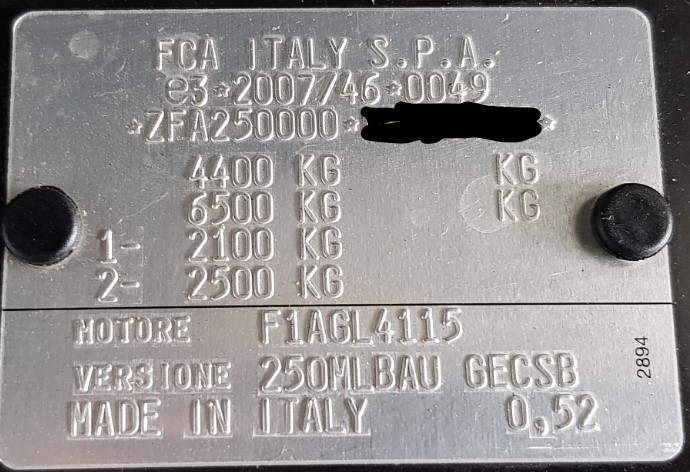 FCA ITALY S.P.A.
e3*2007/46*0049
*ZFA250000* *
4400 KG KG
6500 KG KG
1- 2100 KG
2- 2500 KG
MOTORE F1AGL4115
VERSIONE 250MLBAU GECSB
MADE IN ITALY 0,52
2894